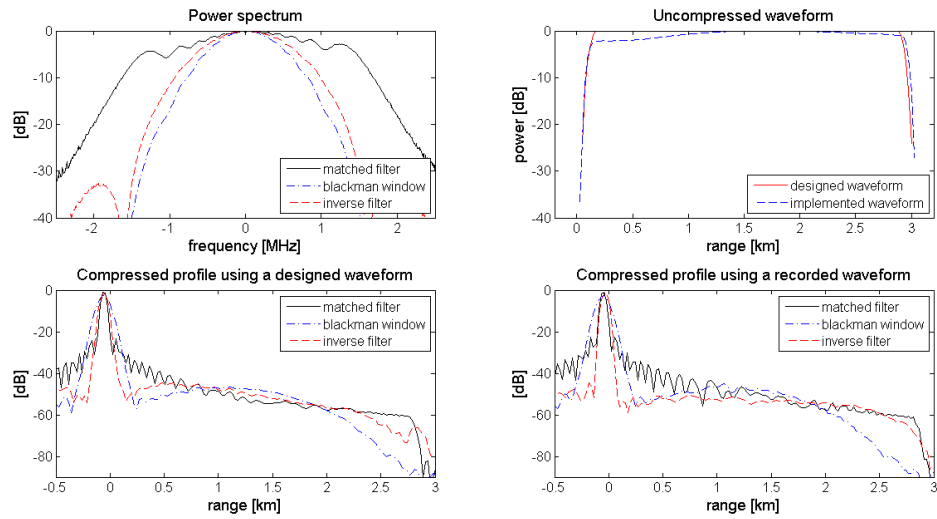 Power spectrum
0
-10
-20
-30
-40
[dB]
-2
-1
0
1
2
frequency [MHz]
matched filter
blackman window
inverse filter
Uncompressed waveform
0
-10
-20
-30
-40
power [dB]
0
0.5
1
1.5
2
2.5
3
range [km]
designed waveform
implemented waveform
Compressed profile using a designed waveform
0
-20
-40
-60
-80
[dB]
-0.5
0
0.5
1
1.5
2
2.5
3
range [km]
matched filter
blackman window
inverse filter
Compressed profile using a recorded waveform
0
-20
-40
-60
-80
[dB]
-0.5
0
0.5
1
1.5
2
2.5
3
range [km]
matched filter
blackman window
inverse filter